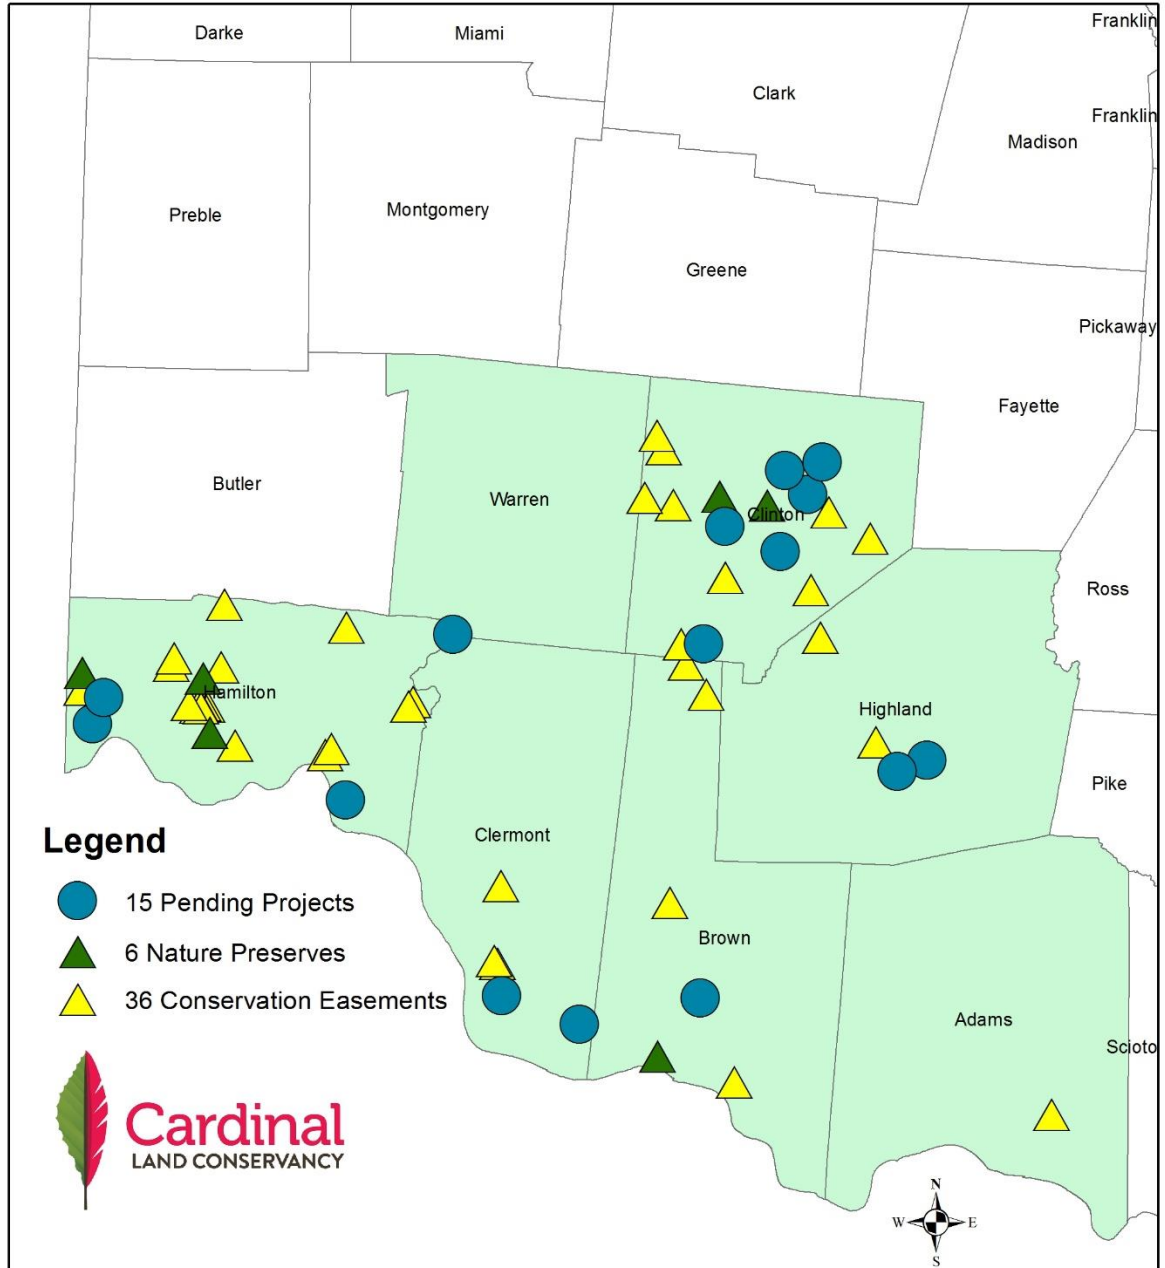 Darke
Miami
Franklin
Clark
Franklin
Madison
Preble
Montgomery
Greene
Pickaway
Fayette
Butler
Warren
Clinton
Ross
Hamilton
Highland
Pike
Clermont
Brown
Adams
Scioto
Legend
15 Pending Projects
6 Nature Preserves
36 Conservation Easements
Cardinal
LAND CONSERVANCY
N
W E
S